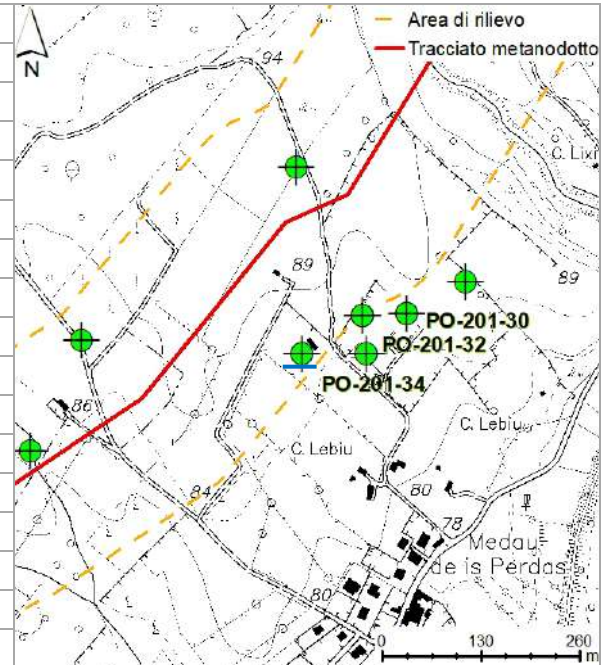 Area di rilievo
Tracciato metanodotto
N
94
C. Lixi
89
89
PO-201-30
PO-201-32
PO-201-34
86
C. Lebiu
C. Lebiu
84
80
78
Medau
de is Perdas
80
0 130 260
m